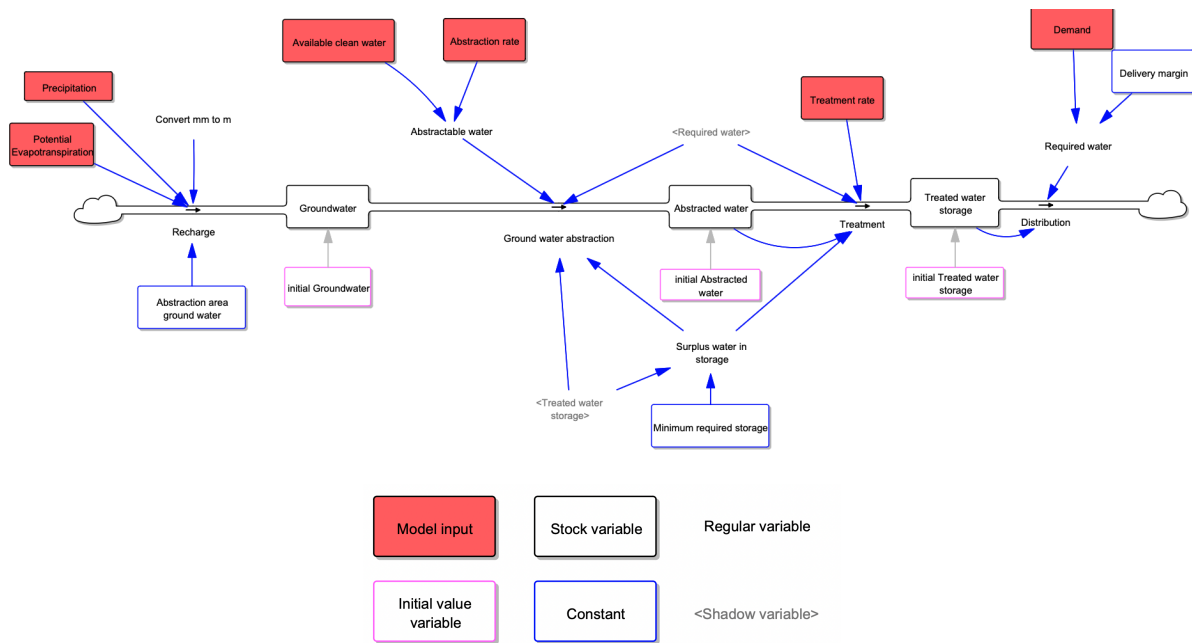 Available clean water
Abstraction rate
Demand
Delivery margin
Precipitation
Potential
Evapotranspiration
Convert mm to m
Abstractable water
<Required water>
Treatment rate
Required water
Groundwater
Abstracted water
Treated water
storage
Recharge
Ground water abstraction
Treatment
Distribution
initial Groundwater
initial Abstracted
water
initial Treated water
storage
Abstraction area
ground water
Surplus water in
storage
<Treated water
storage>
Minimum required storage
Model input
Stock variable
Regular variable
Initial value
variable
Constant
<Shadow variable>